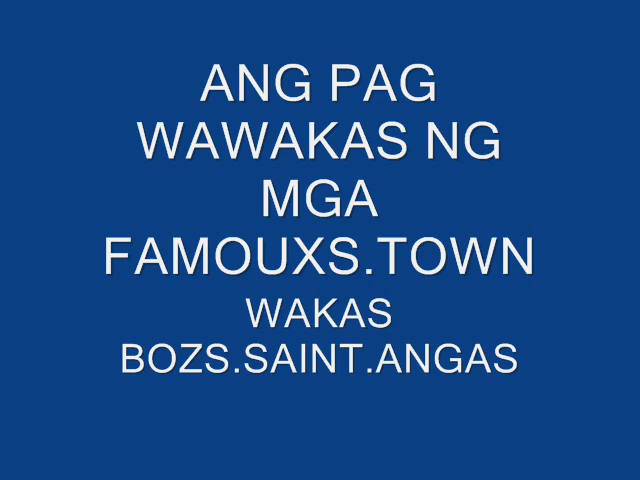 ANG PAG
WAWAKAS NG
MGA
FAMOUXS.TOWN
WAKAS
BOZS.SAINT.ANGAS